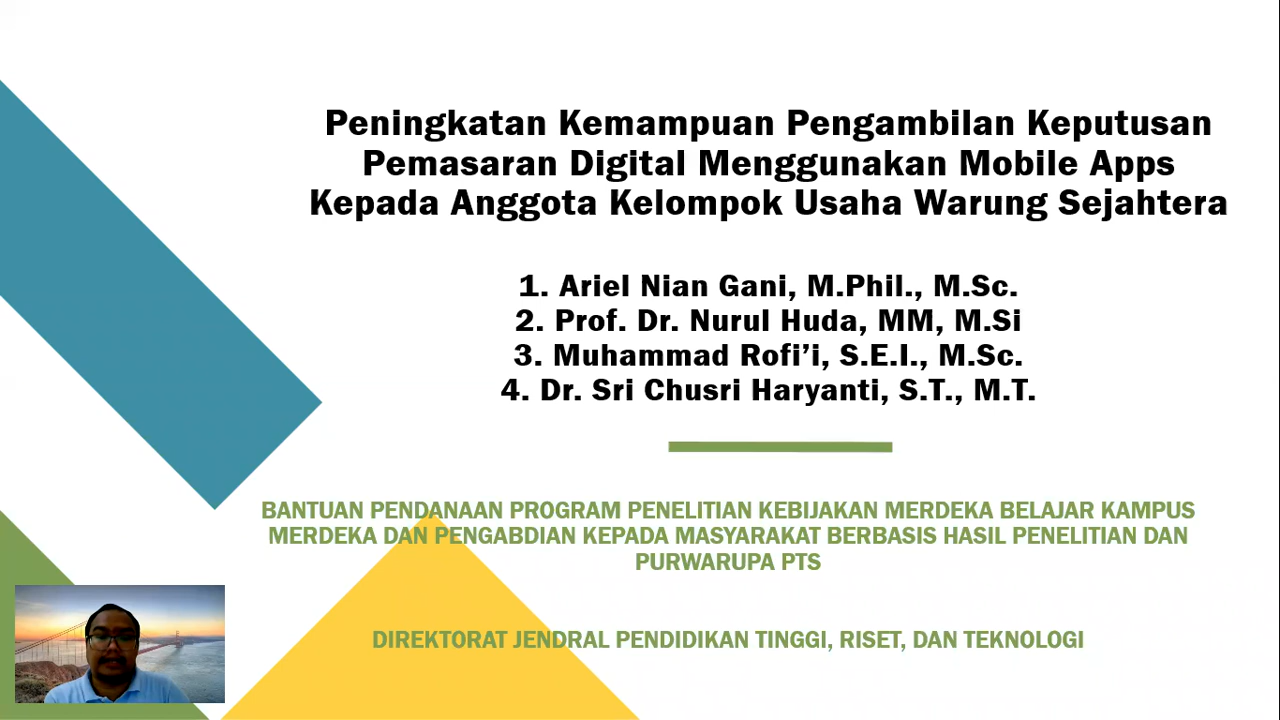 Peningkatan Kemampuan Pengambilan Keputusan
Pemasaran Digital Menggunakan Mobile Apps
Kepada Anggota Kelompok Usaha Warung Sejahtera
1. Ariel Nian Gani, M.Phil., M.Sc.
2. Prof. Dr. Nurul Huda, MM, M.Si
3. Muhammad Rofi’i, S.E.I., M.Sc.
4. Dr. Sri Chusri Haryanti, S.T., M.T.
BANTUAN PENDANAAN PROGRAM PENELITIAN KEBIJAKAN MERDEKA BELAJAR KAMPUS
MERDEKA DAN PENGABDIAN KEPADA MASYARAKAT BERBASIS HASIL PENELITIAN DAN
PURWARUPA PTS
DIREKTORAT JENDRAL PENDIDIKAN TINGGI, RISET, DAN TEKNOLOGI